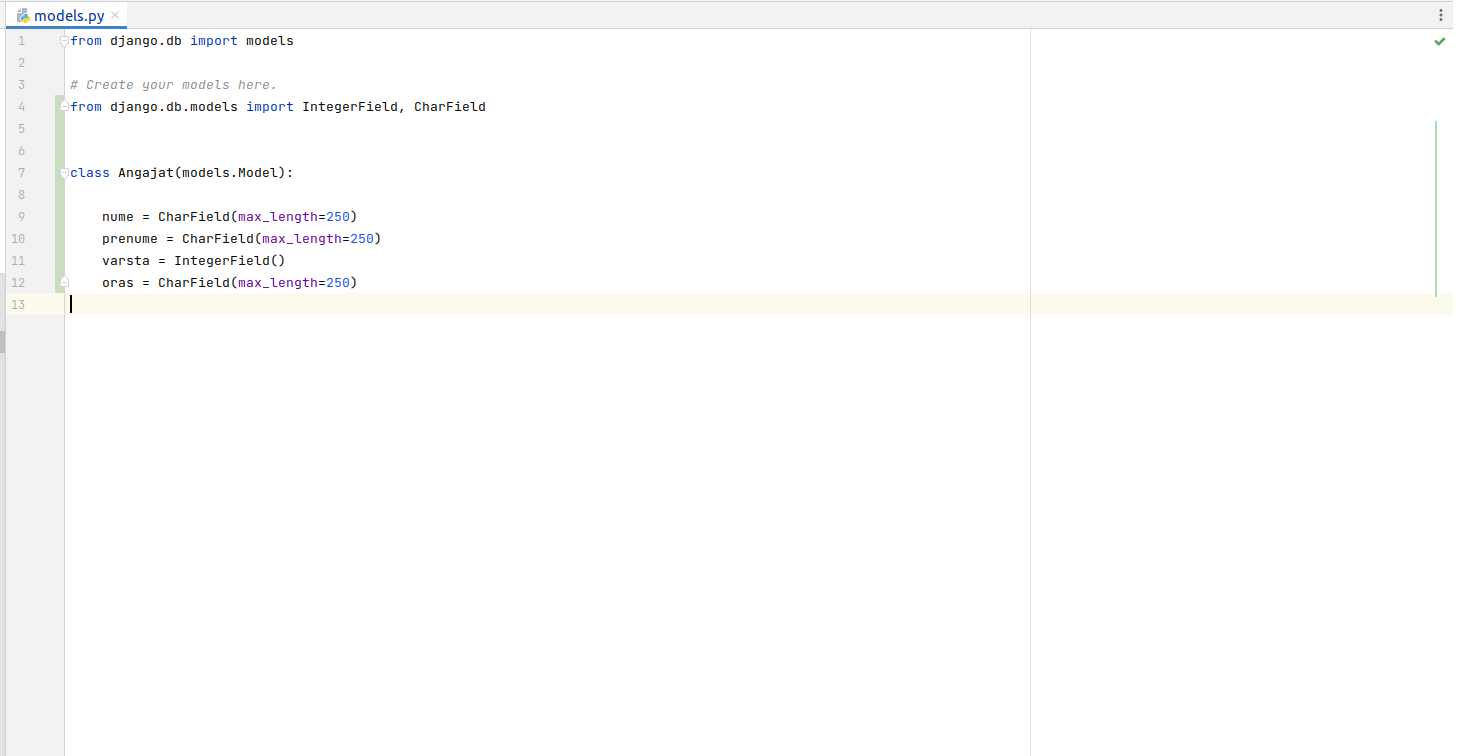 models.py
1 from django.db import models
2
3 # Create your models here.
4 from django.db.models import IntegerField, CharField
5
6
7 class Angajat(models.Model):
8
9     nume = CharField(max_length=250)
10     prenume = CharField(max_length=250)
11     varsta = IntegerField()
12     oras = CharField(max_length=250)
13